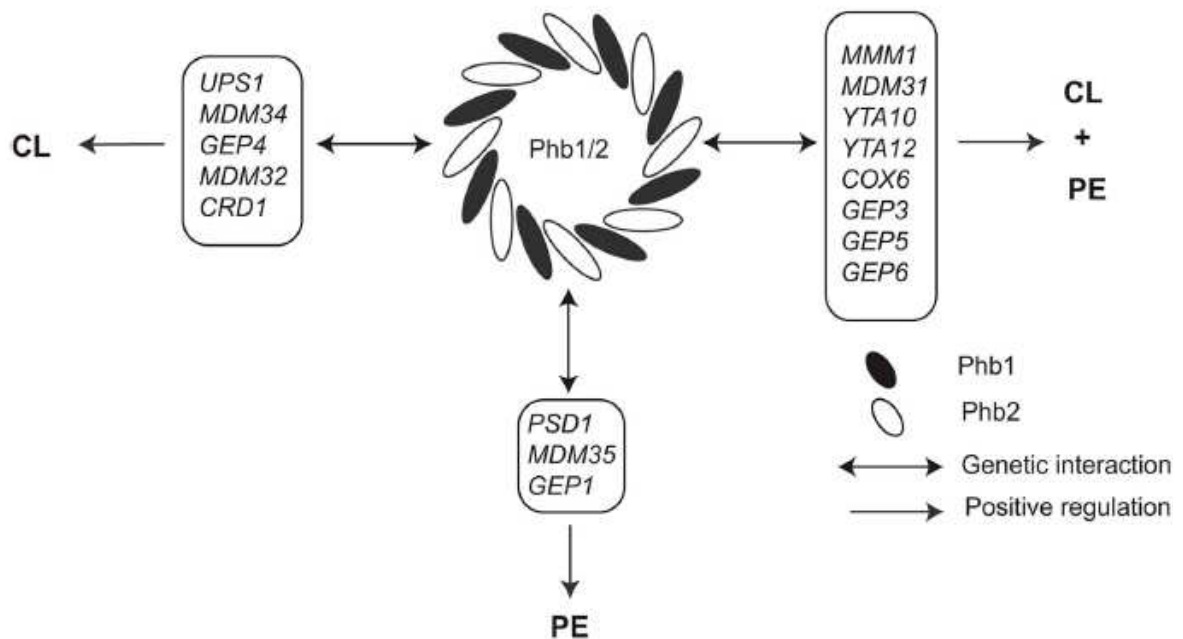 CL
UPS1
MDM34
GEP4
MDM32
CRD1
Phb1/2
MMM1
MDM31
YTA10
YTA12
COX6
GEP3
GEP5
GEP6
CL
+
PE
PSD1
MDM35
GEP1
PE
Phb1
Phb2
Genetic interaction
Positive regulation